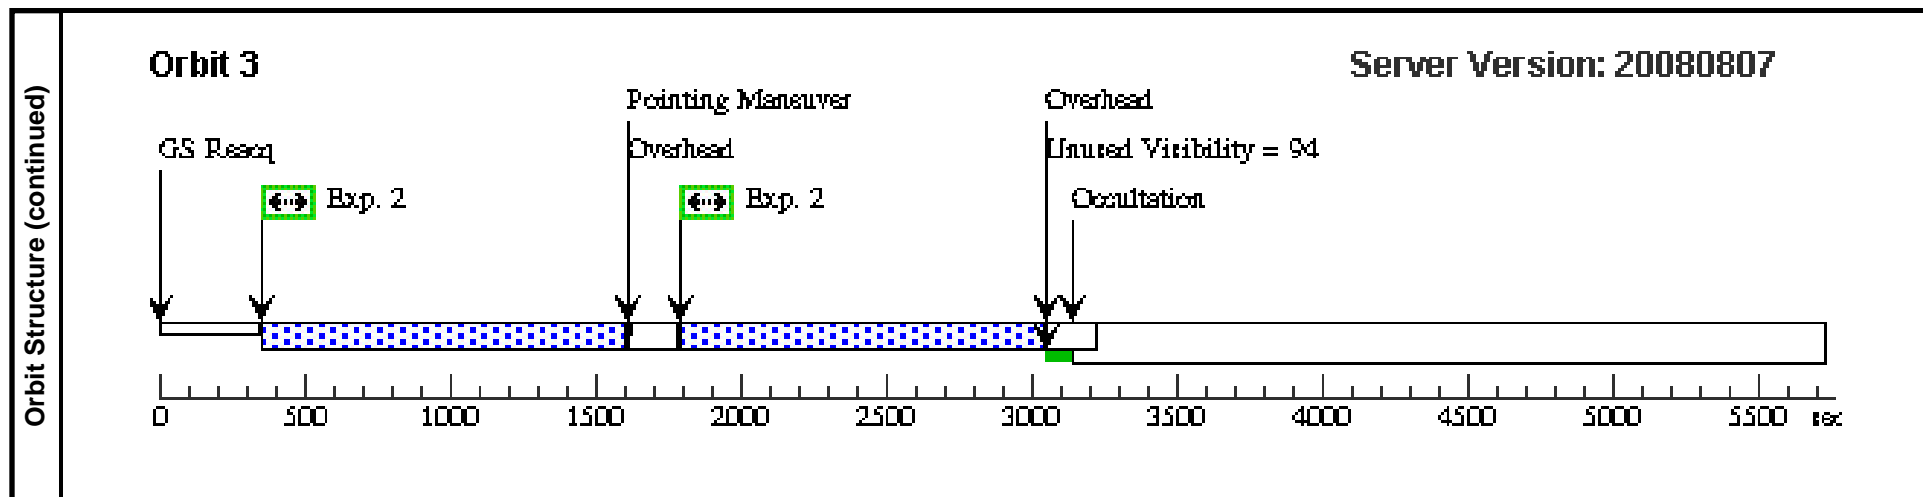 Orbit Structure (continued)
Orbit 3
Server Version: 20080807
Pointing Maneuver
Overhead
GS Reacq
Overhead
Unused Visibility = 94
Exp. 2
Exp. 2
Occultation
0 500 1000 1500 2000 2500 3000 3500 4000 4500 5000 5500 sec